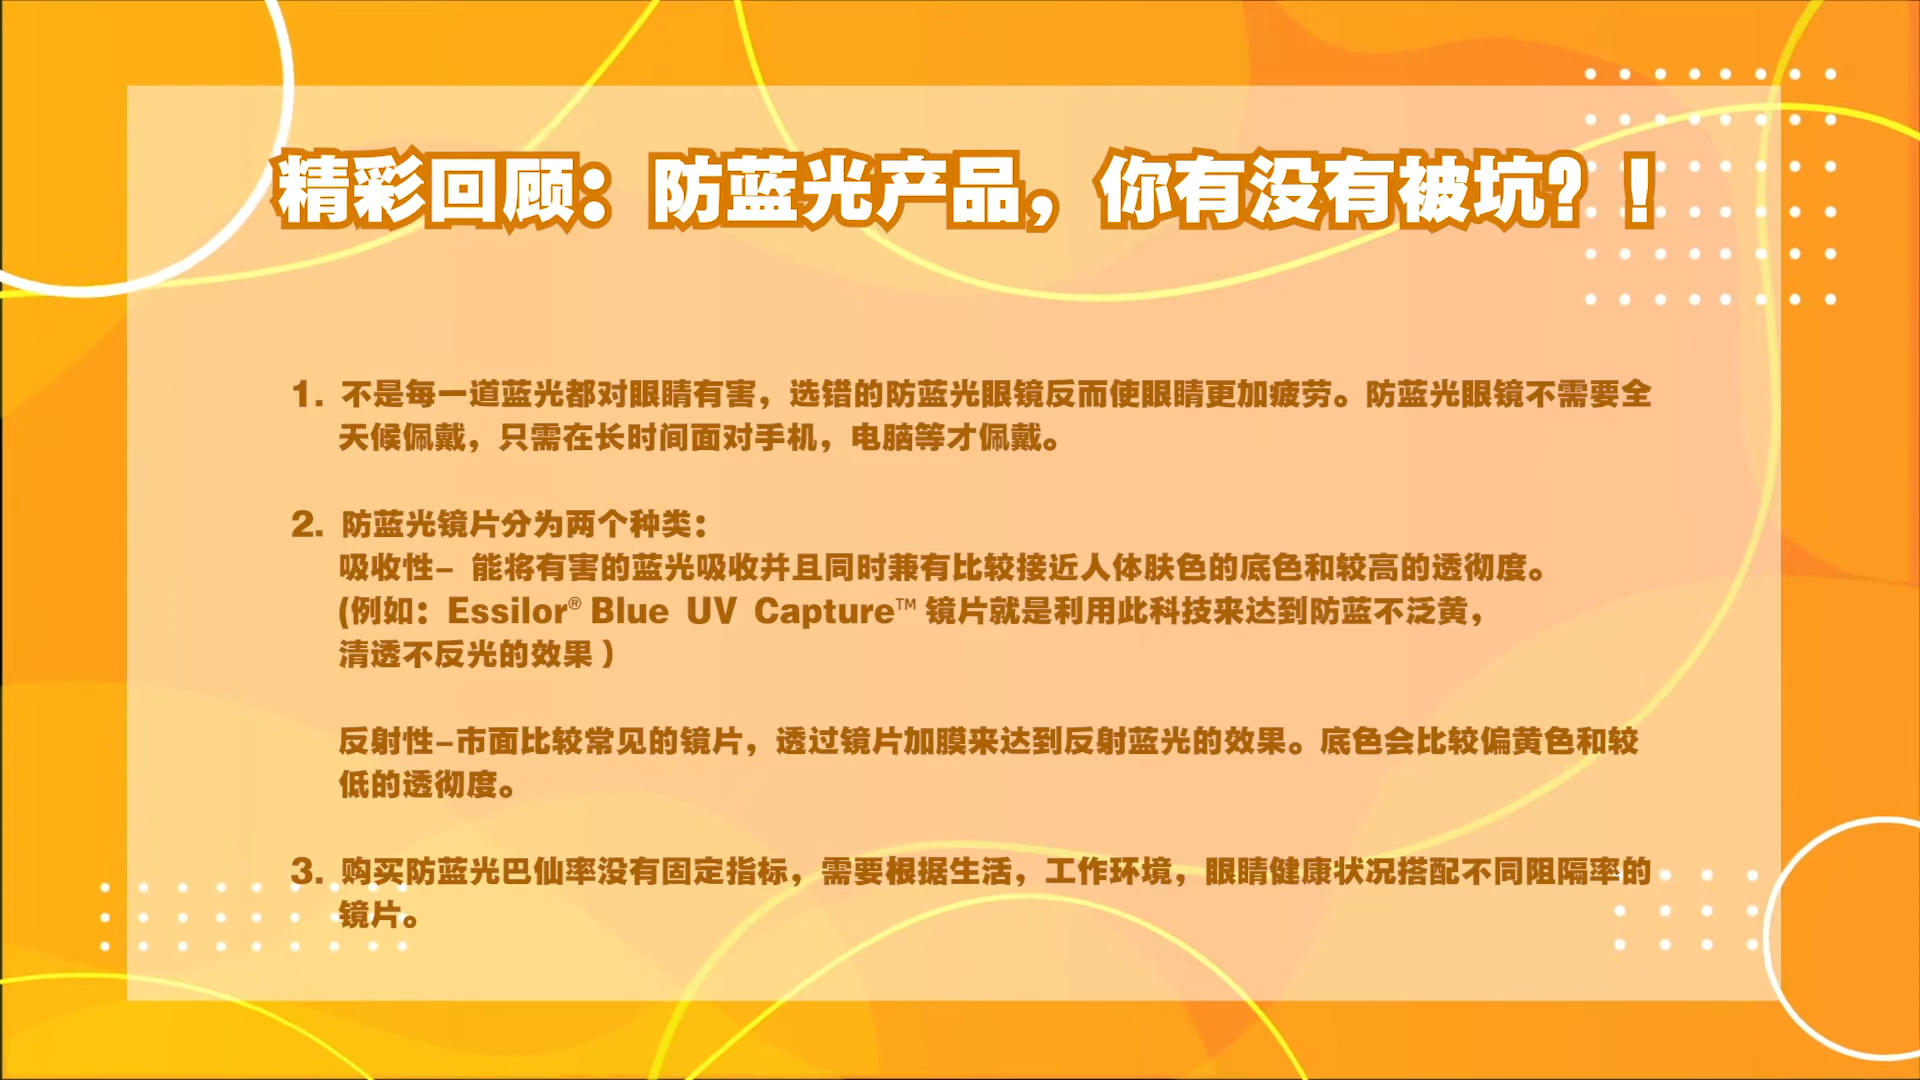 精彩回顾：防蓝光产品，你有没有被坑？！
1. 不是每一道蓝光都对眼睛有害，选错的防蓝光眼镜反而使眼睛更加疲劳。防蓝光眼镜不需要全
天候佩戴，只需在长时间面对手机，电脑等才佩戴。
2. 防蓝光镜片分为两个种类：
吸收性- 能将有害的蓝光吸收并且同时兼有比较接近人体肤色的底色和较高的透彻度。
(例如：Essilor® Blue UV Capture™ 镜片就是利用此科技来达到防蓝不泛黄，
清透不反光的效果 )
反射性-市面比较常见的镜片，透过镜片加膜来达到反射蓝光的效果。底色会比较偏黄色和较
低的透彻度。
3. 购买防蓝光巴仙率没有固定指标，需要根据生活，工作环境，眼睛健康状况搭配不同阻隔率的
镜片。